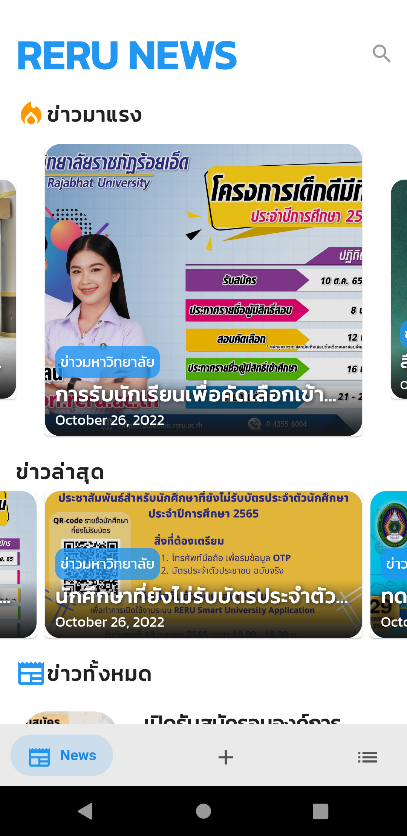 RERU NEWS
ข่าวมาแรง
ทยาลัยราชภัฏร้อยเอ็ด
Rajabhat University
โครงการเด็กดีมีที
ประจำปีการศึกษา 25
ปฏิทิ
รับสมัคร
10 ต.ค. 65
ประกาศรายชื่อผู้มีสิทธิ์สอบ
สอบคัดเลือก
12
ประกาศรายชื่อผู้มีสิทธิ์เข้าศึกษา
16
21 - 2
ข่าวมหาวิทยาลัย
การรับนักเรียนเพื่อคัดเลือกเข้า...
October 26, 2022
0 4355 6004
ข่าวล่าสุด
ประชาสัมพันธ์สำหรับนักศึกษาที่ยังไม่รับบัตรประจำตัวนักศึกษา
ประจำปีการศึกษา 2565
QR-code รายชื่อนักศึกษา
ที่ยังไม่รับบัตร
สิ่งที่ต้องเตรียม
1. โทรศัพท์มือถือ เพื่อรับข้อมูล OTP
2. บัตรประจำตัวประชาชน ฉบับจริง
ข่าวมหาวิทยาลัย
นักศึกษาที่ยังไม่รับบัตรประจำตัว...
เพื่อทำการเปิดใช้งานระบบ RERU Smart University Application
October 26, 2022
ข่าว
ทด
Octo
ข่าวทั้งหมด
เปิดรับสมัครอบรมองค์การ
News